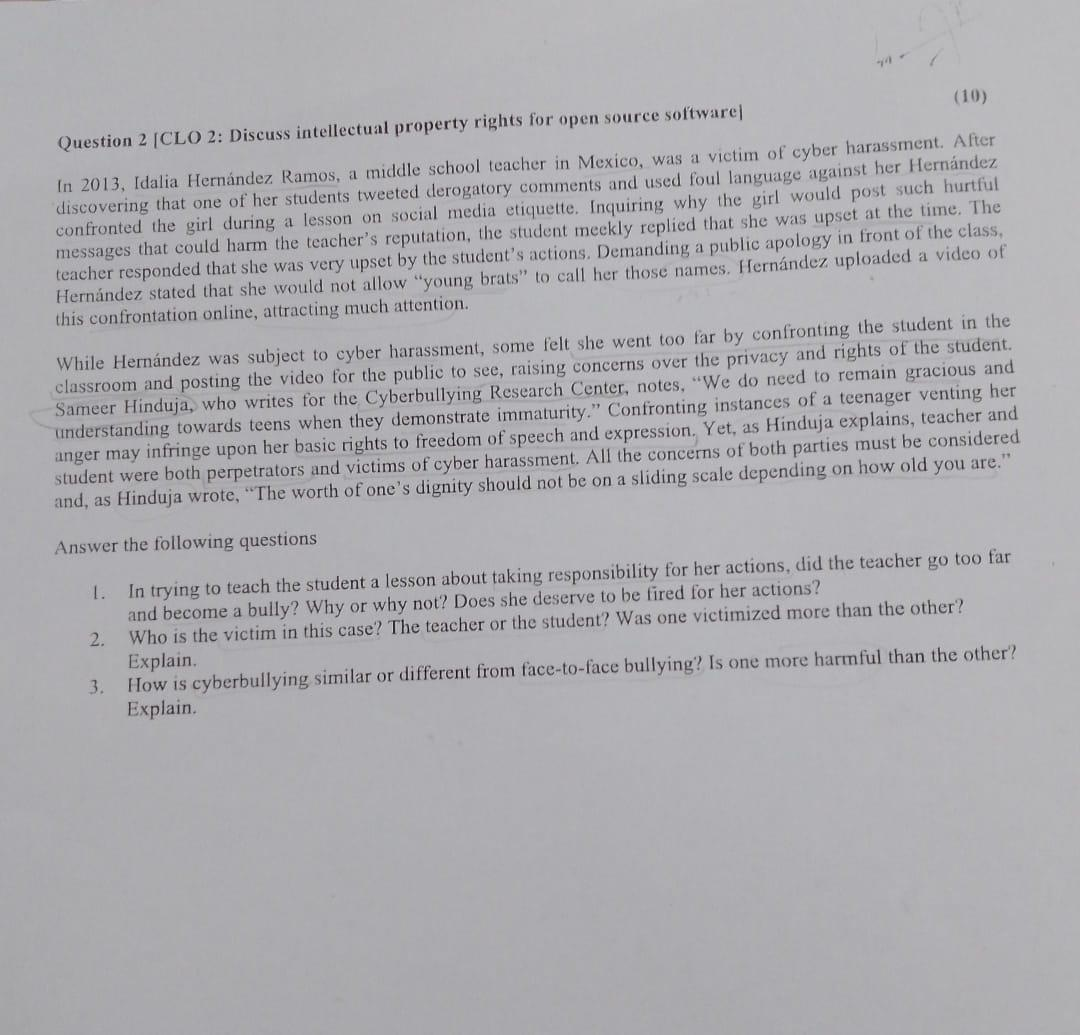 (10)
Question 2 [CLO 2: Discuss intellectual property rights for open source software]
In 2013, Idalia Hernández Ramos, a middle school teacher in Mexico, was a victim of cyber harassment. After
discovering that one of her students tweeted derogatory comments and used foul language against her Hernández
confronted the girl during a lesson on social media etiquette. Inquiring why the girl would post such hurtful
messages that could harm the teacher's reputation, the student meekly replied that she was upset at the time. The
teacher responded that she was very upset by the student's actions. Demanding a public apology in front of the class,
Hernández stated that she would not allow “young brats” to call her those names. Hernández uploaded a video of
this confrontation online, attracting much attention.
While Hernández was subject to cyber harassment, some felt she went too far by confronting the student in the
classroom and posting the video for the public to see, raising concerns over the privacy and rights of the student.
Sameer Hinduja, who writes for the Cyberbullying Research Center, notes, “We do need to remain gracious and
understanding towards teens when they demonstrate immaturity.” Confronting instances of a teenager venting her
anger may infringe upon her basic rights to freedom of speech and expression. Yet, as Hinduja explains, teacher and
student were both perpetrators and victims of cyber harassment. All the concerns of both parties must be considered
and, as Hinduja wrote, “The worth of one's dignity should not be on a sliding scale depending on how old you are.”
Answer the following questions
1. In trying to teach the student a lesson about taking responsibility for her actions, did the teacher go too far
and become a bully? Why or why not? Does she deserve to be fired for her actions?
2. Who is the victim in this case? The teacher or the student? Was one victimized more than the other?
Explain.
3. How is cyberbullying similar or different from face-to-face bullying? Is one more harmful than the other?
Explain.